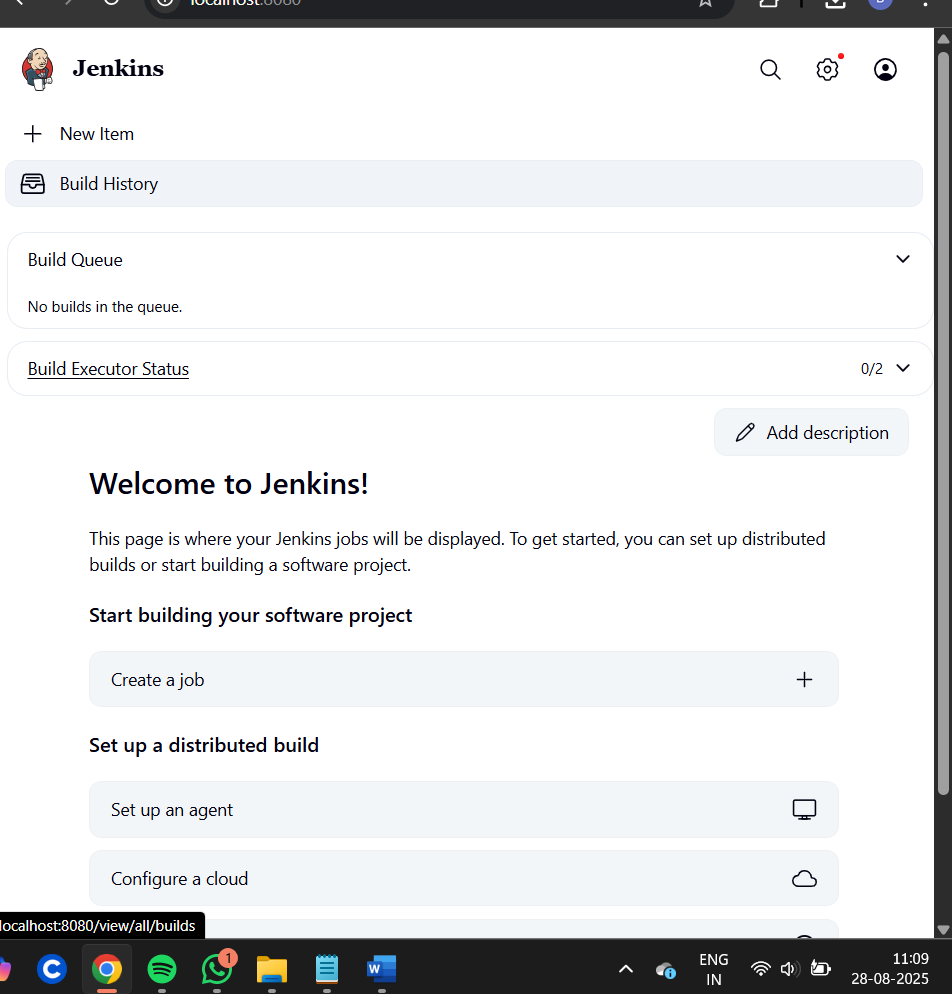 localhost:8080
Jenkins
New Item
Build History
Build Queue
No builds in the queue.
Build Executor Status
0/2
Add description
Welcome to Jenkins!
This page is where your Jenkins jobs will be displayed. To get started, you can set up distributed
builds or start building a software project.
Start building your software project
Create a job
Set up a distributed build
Set up an agent
Configure a cloud
localhost:8080/view/all/builds
1
ENG
IN
11:09
28-08-2025